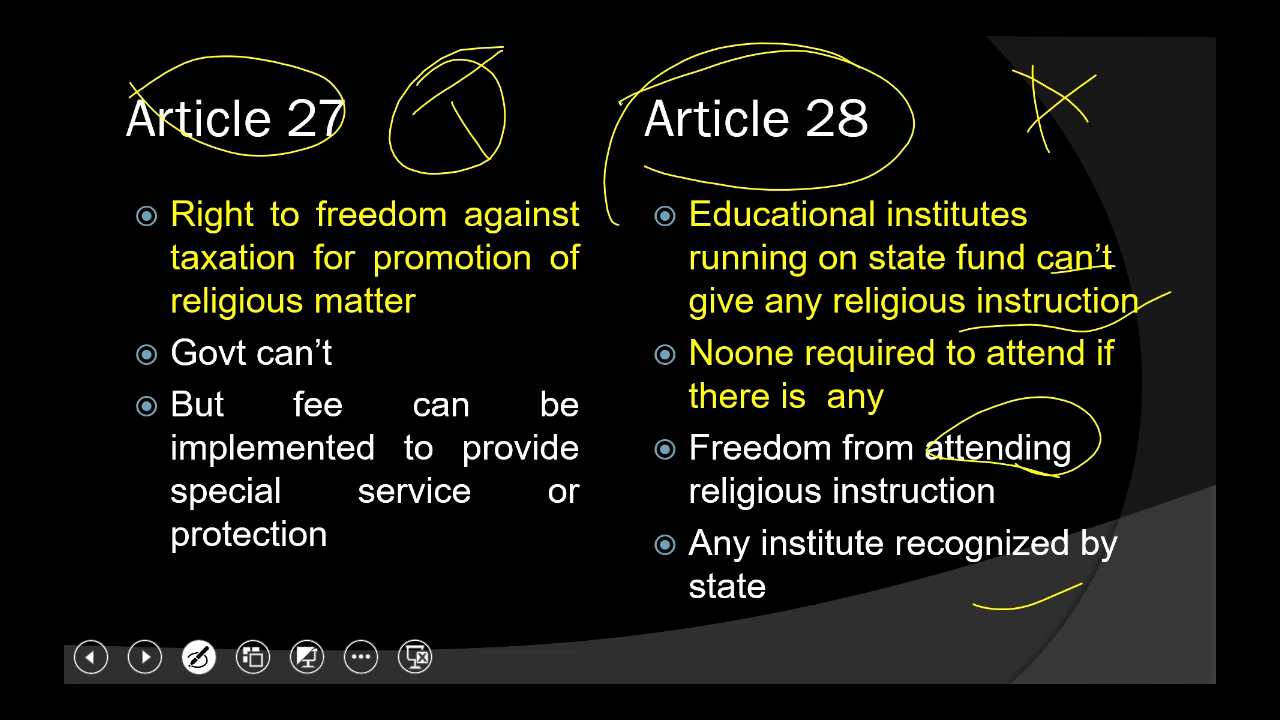 Article 27
Right to freedom against
taxation for promotion of
religious matter
Govt can't
But fee can be
implemented to provide
special service or
protection
Article 28
Educational institutes
running on state fund can't
give any religious instruction
Noone required to attend if
there is any
Freedom from attending
religious instruction
Any institute recognized by
state